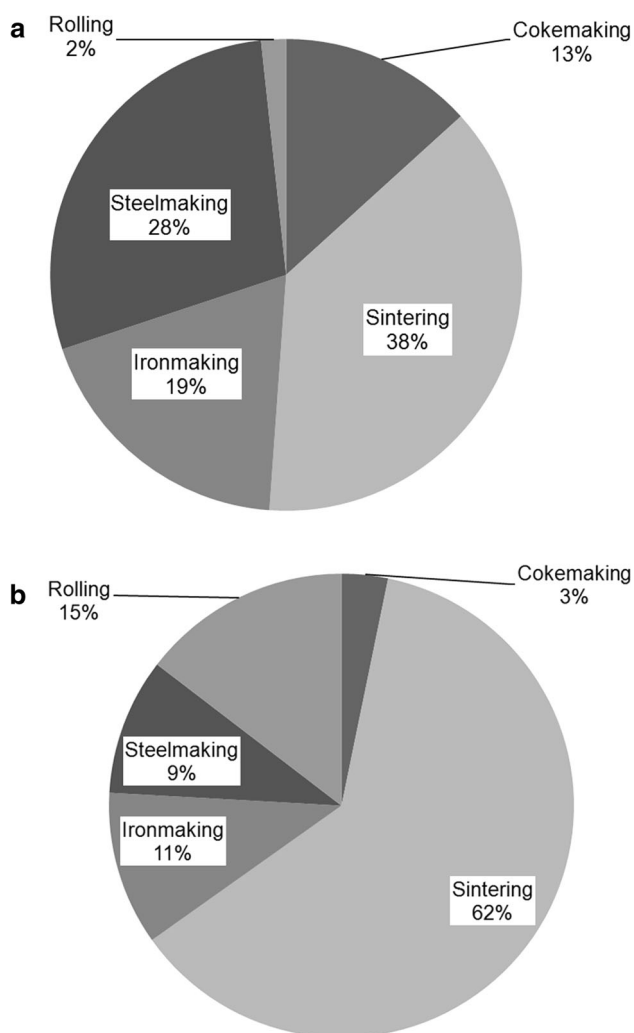 a
Rolling
2%
Cokemaking
13%
Steelmaking
28%
Sintering
38%
Ironmaking
19%
b
Rolling
15%
Cokemaking
3%
Steelmaking
9%
Ironmaking
11%
Sintering
62%